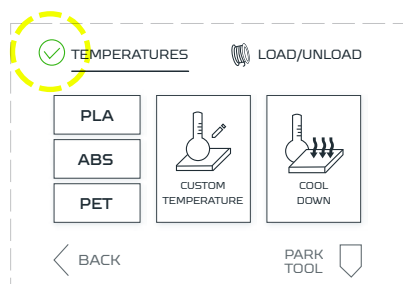 TEMPERATURES
LOAD/UNLOAD
PLA
ABS
PET
CUSTOM
TEMPERATURE
COOL
DOWN
BACK
PARK
TOOL